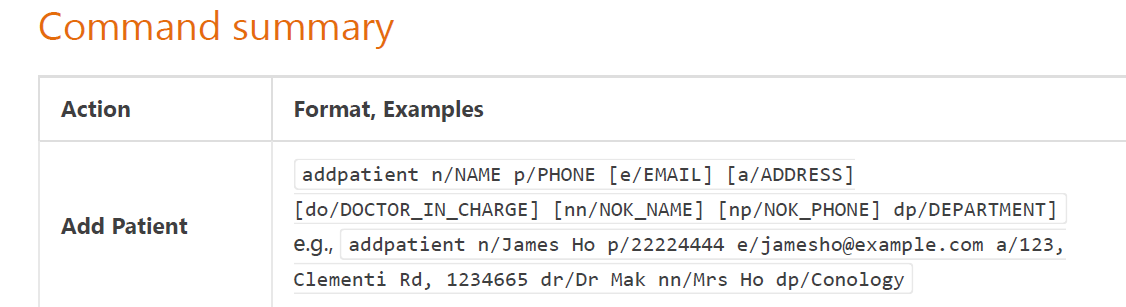 Command summary
Action Format, Examples
addpatient n/NAME p/PHONE [e/EMAIL] [a/ADDRESS]
[do/DOCTOR_IN_CHARGE] [nn/NOK_NAME] [np/NOK_PHONE] dp/DEPARTMENT]
Add Patient
e.g., addpatient n/James Ho p/22224444 e/jamesho@example.com a/123,
Clementi Rd, 1234665 dr/Dr Mak nn/Mrs Ho dp/Conology